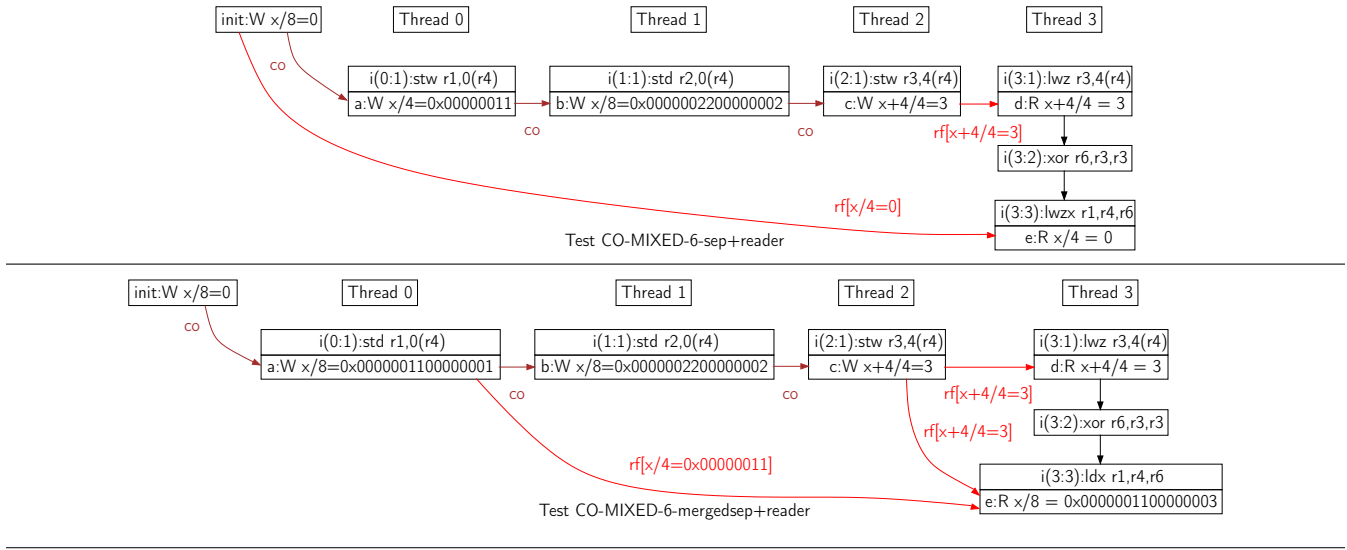 init:W x/8=0
Thread 0
Thread 1
Thread 2
Thread 3
co
i(0:1):stw r1,0(r4)
a:W x/4=0x00000011
i(1:1):std r2,0(r4)
b:W x/8=0x0000002200000002
i(2:1):stw r3,4(r4)
c:W x+4/4=3
i(3:1):lwz r3,4(r4)
d:R x+4/4 = 3
co
co
rf[x+4/4=3]
i(3:2):xor r6,r3,r3
rf[x/4=0]
i(3:3):lwzx r1,r4,r6
e:R x/4 = 0
Test CO-MIXED-6-sep+reader
init:W x/8=0
Thread 0
Thread 1
Thread 2
Thread 3
co
i(0:1):std r1,0(r4)
a:W x/8=0x0000001100000001
i(1:1):std r2,0(r4)
b:W x/8=0x0000002200000002
i(2:1):stw r3,4(r4)
c:W x+4/4=3
i(3:1):lwz r3,4(r4)
d:R x+4/4 = 3
co
co
rf[x+4/4=3]
i(3:2):xor r6,r3,r3
rf[x+4/4=3]
rf[x/4=0x00000011]
i(3:3):ldx r1,r4,r6
e:R x/8 = 0x0000001100000003
Test CO-MIXED-6-mergedsep+reader